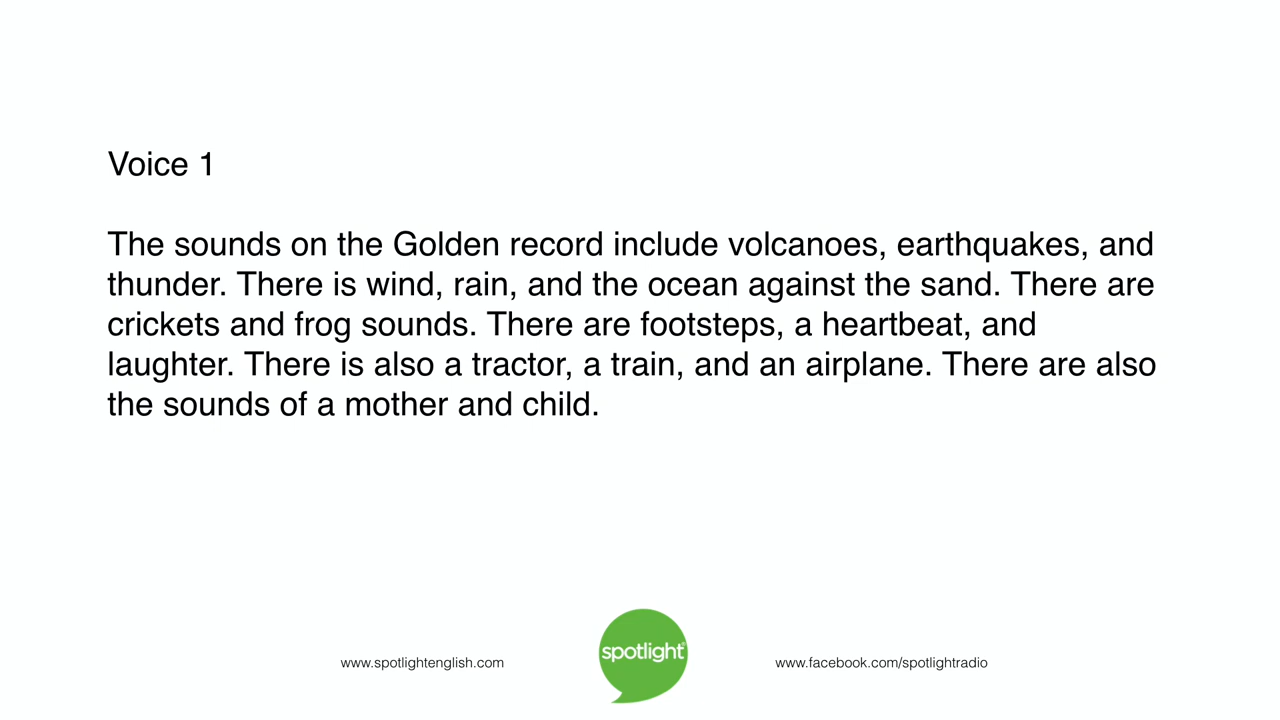 Voice 1
The sounds on the Golden record include volcanoes, earthquakes, and
thunder. There is wind, rain, and the ocean against the sand. There are
crickets and frog sounds. There are footsteps, a heartbeat, and
laughter. There is also a tractor, a train, and an airplane. There are also
the sounds of a mother and child.
www.spotlightenglish.com
spotlight®
www.facebook.com/spotlightradio